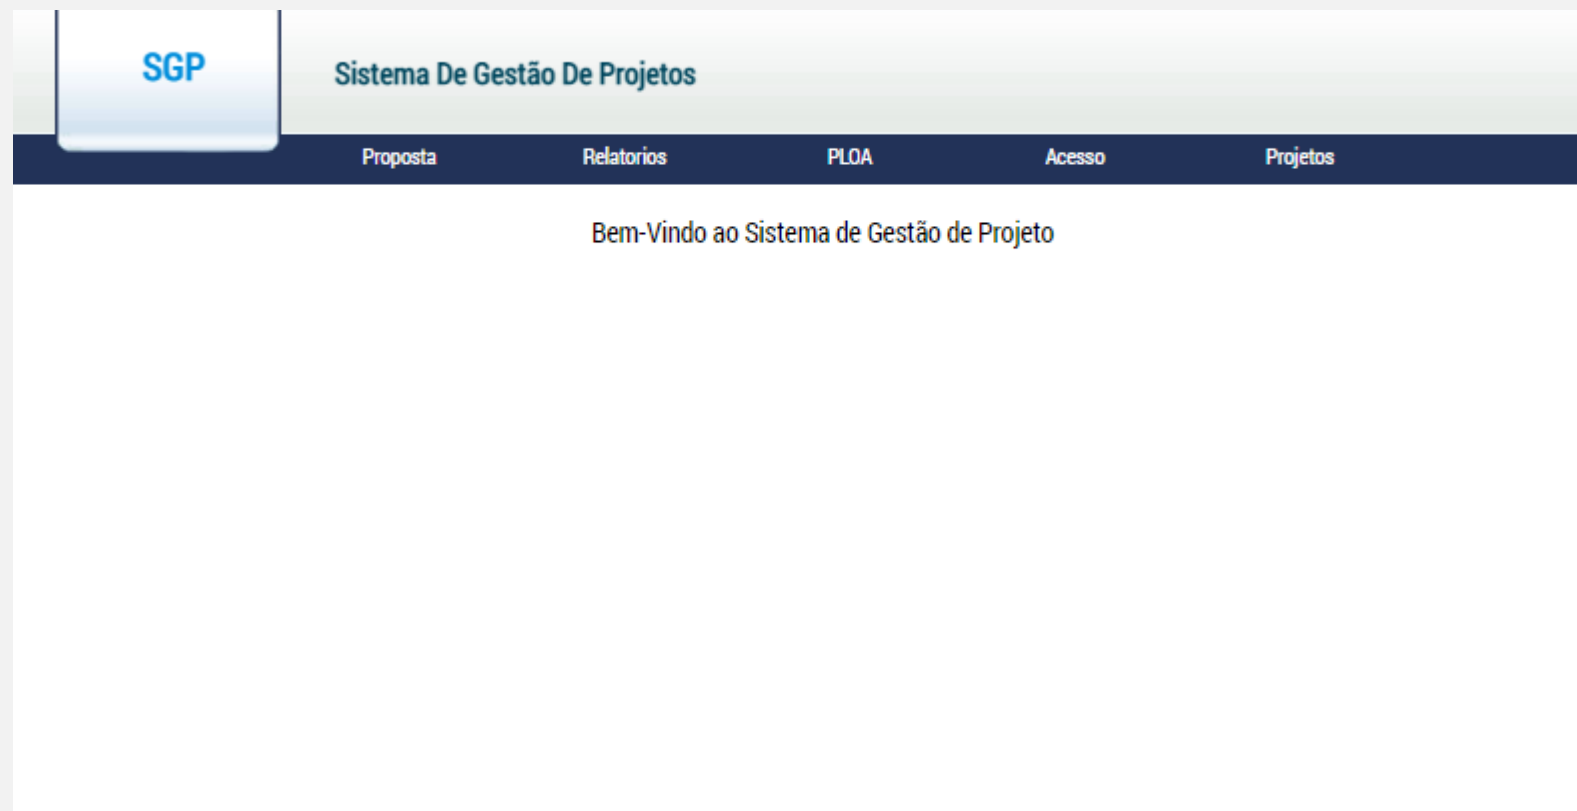 SGP
Sistema De Gestão De Projetos
Proposta Relatorios PLOA Acesso Projetos
Bem-Vindo ao Sistema de Gestão de Projeto